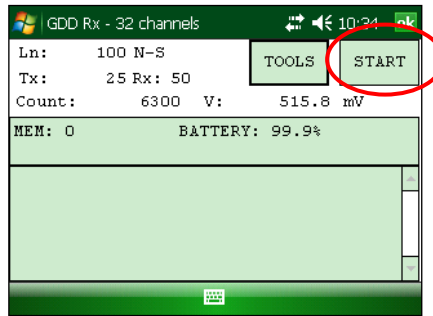 GDD Rx - 32 channels 10:34 ok
Ln: 100 N-S
TOOLS START
Tx: 25 Rx: 50
Count: 6300 V: 515.8 mV
MEM: 0 BATTERY: 99.9%